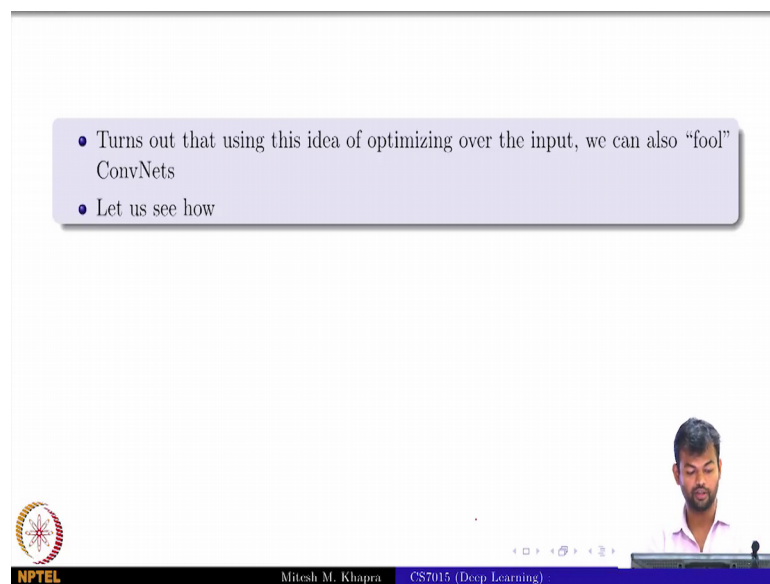 • Turns out that using this idea of optimizing over the input, we can also “fool”
ConvNets
• Let us see how
NPTEL
Mitesh M. Khapra CS7015 (Deep Learning) :